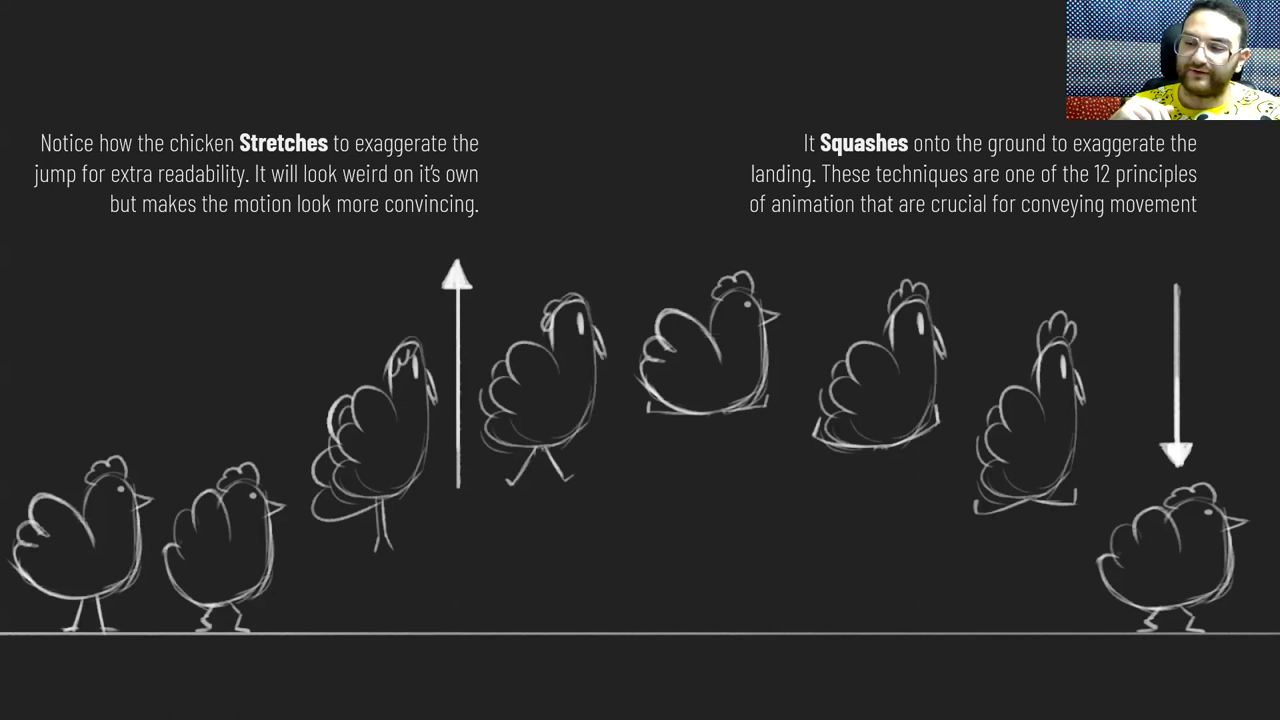 Notice how the chicken Stretches to exaggerate the
jump for extra readability. It will look weird on it's own
but makes the motion look more convincing.
It Squashes onto the ground to exaggerate the
landing. These techniques are one of the 12 principles
of animation that are crucial for conveying movement